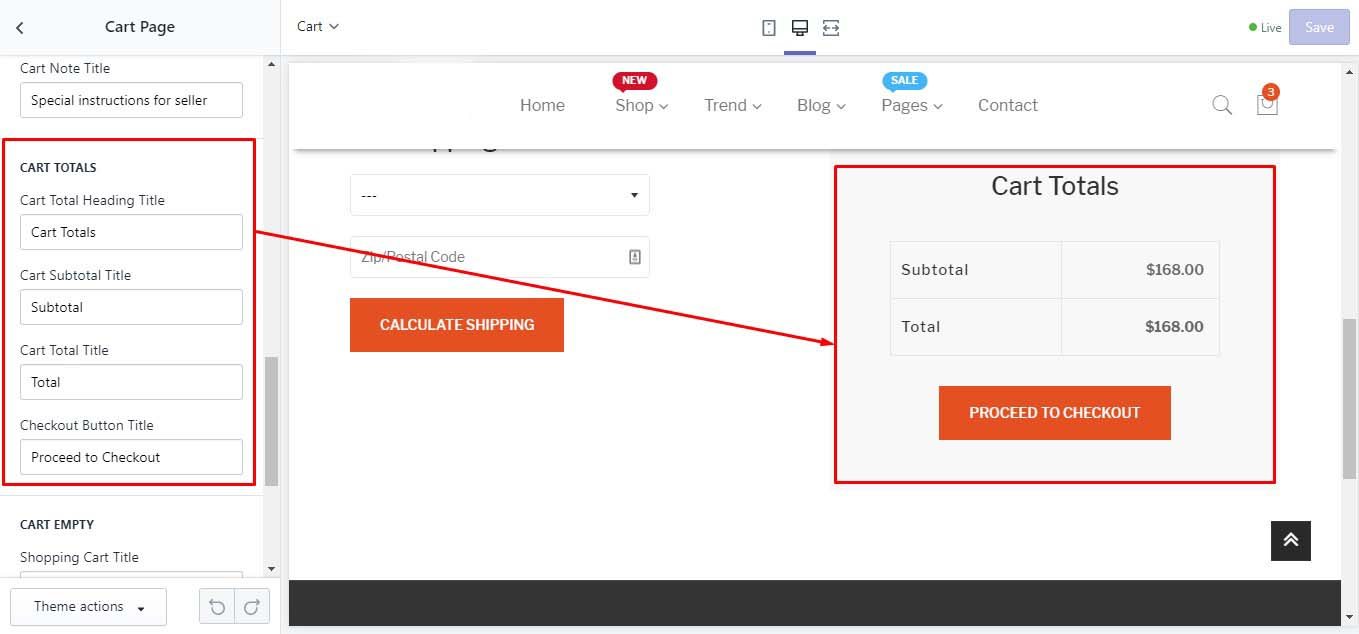 Cart Page
Cart
Live
Save
Cart Note Title
Special instructions for seller
CART TOTALS
Cart Total Heading Title
Cart Totals
Cart Subtotal Title
Subtotal
Cart Total Title
Total
Checkout Button Title
Proceed to Checkout
CART EMPTY
Shopping Cart Title
Theme actions
NEW
SALE
Home
Shop
Trend
Blog
Pages
Contact
3
---
Zip/Postal Code
CALCULATE SHIPPING
Cart Totals
Subtotal $168.00
Total $168.00
PROCEED TO CHECKOUT